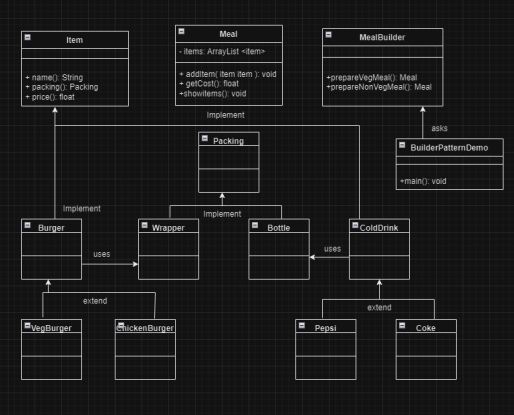 Item
+ name(): String
+ packing(): Packing
+ price(): float
Meal
- items: ArrayList <item>
+ addItem( Item item ): void
+ getCost(): float
+showitems(): void
MealBuilder
+prepareVegMeal(): Meal
+prepareNonVegMeal(): Meal
Implement
asks
Packing
BuilderPatternDemo
+main(): void
Implement
Implement
Burger
Wrapper
Bottle
ColdDrink
uses
uses
extend
extend
VegBurger
ChickenBurger
Pepsi
Coke